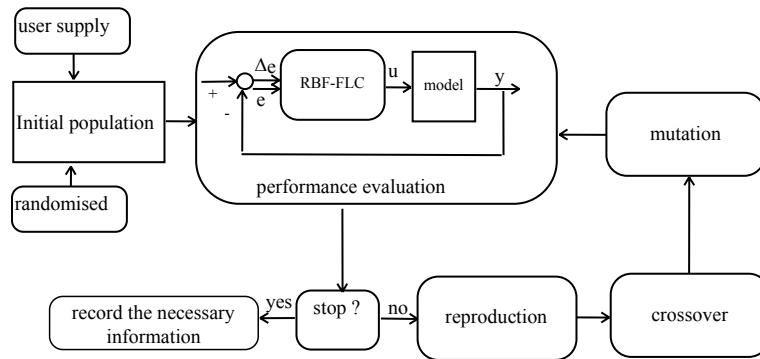 user supply
Δe
RBF-FLC
u
model
y
+
-
e
Initial population
performance evaluation
mutation
randomised
yes
stop ?
no
record the necessary
information
reproduction
crossover